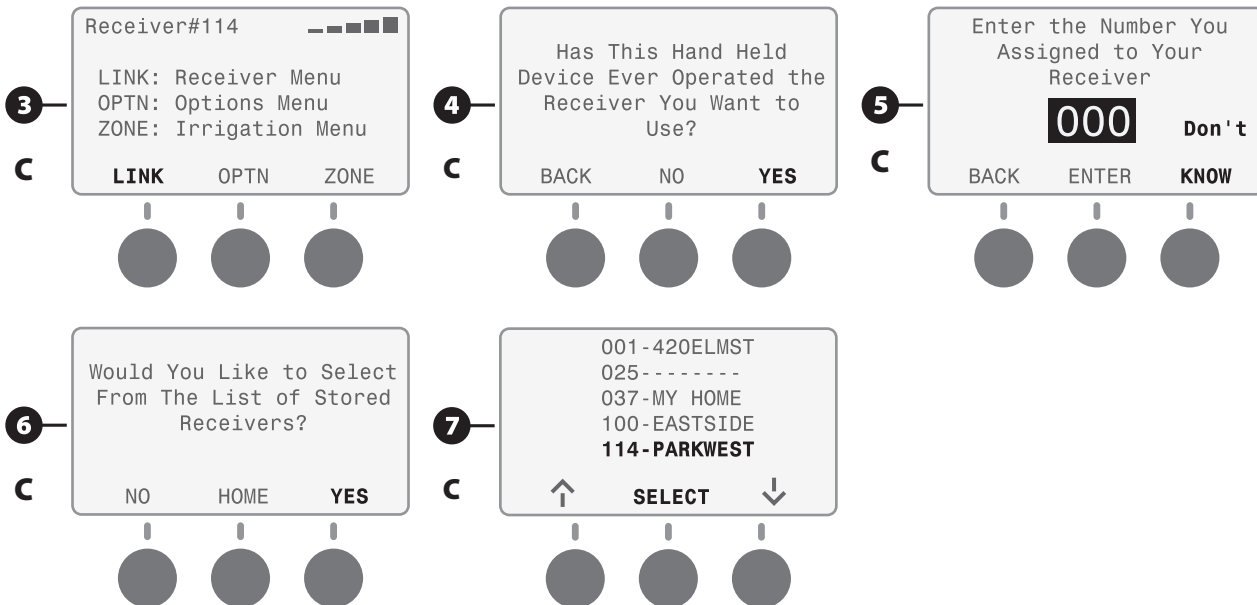 3
C
Receiver#114
LINK: Receiver Menu
OPTN: Options Menu
ZONE: Irrigation Menu
LINK OPTN ZONE
4
C
Has This Hand Held
Device Ever Operated the
Receiver You Want to
Use?
BACK NO YES
5
C
Enter the Number You
Assigned to Your
Receiver
000 Don't
BACK ENTER KNOW
6
C
Would You Like to Select
From The List of Stored
Receivers?
NO HOME YES
7
C
001-420ELMST
025--------
037-MY HOME
100-EASTSIDE
114-PARKWEST
SELECT